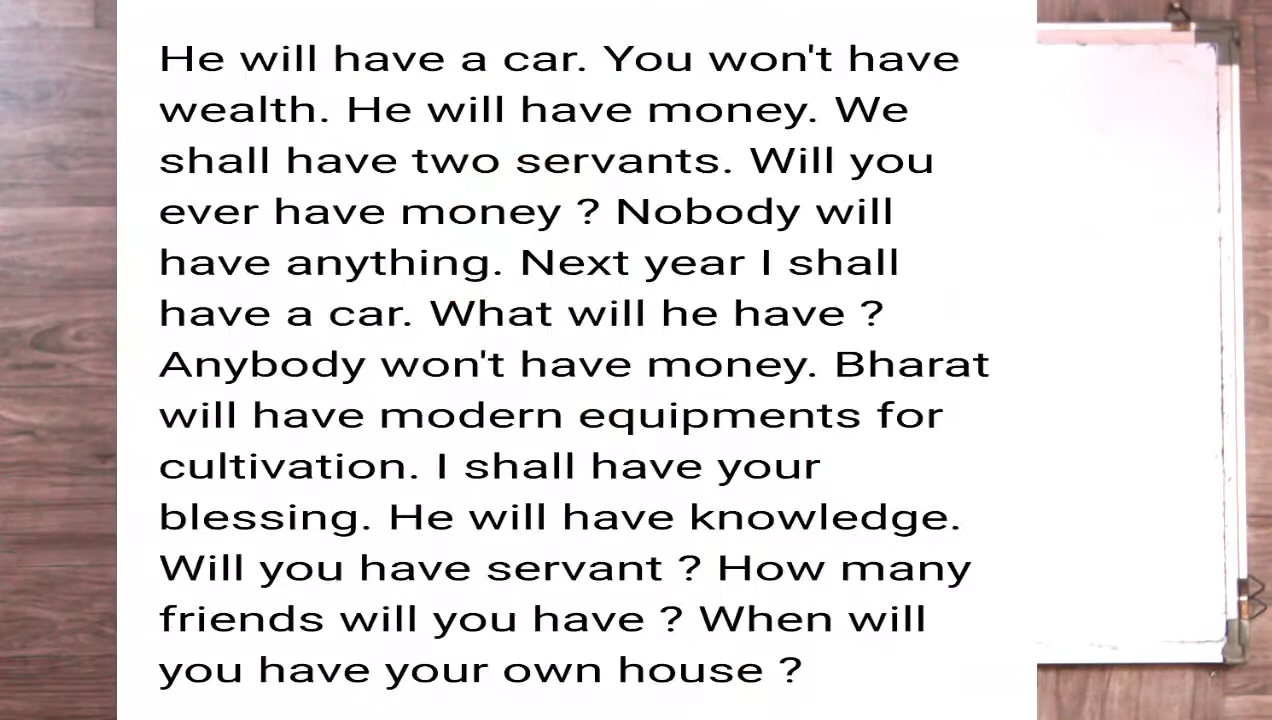 He will have a car. You won't have
wealth. He will have money. We
shall have two servants. Will you
ever have money ? Nobody will
have anything. Next year I shall
have a car. What will he have ?
Anybody won't have money. Bharat
will have modern equipments for
cultivation. I shall have your
blessing. He will have knowledge.
Will you have servant ? How many
friends will you have ? When will
you have your own house ?